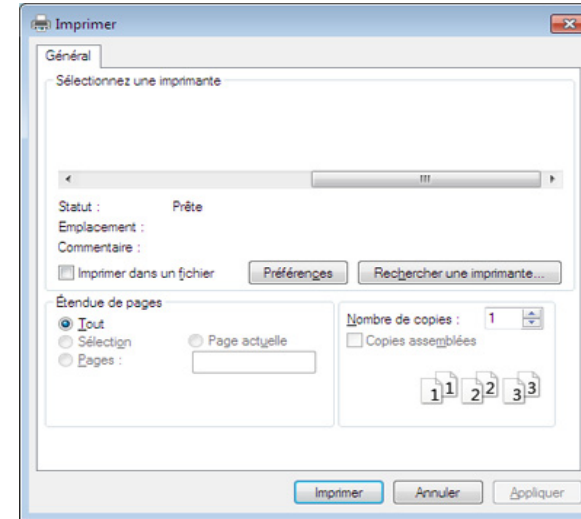 Imprimer
Général
Sélectionnez une imprimante
Statut : Prête
Emplacement :
Commentaire :
Imprimer dans un fichier Préférences Rechercher une imprimante...
Étendue de pages
Tout
Sélection Page actuelle
Pages :
Nombre de copies : 1
Copies assemblées
1 1 2 2 3 3
Imprimer Annuler Appliquer